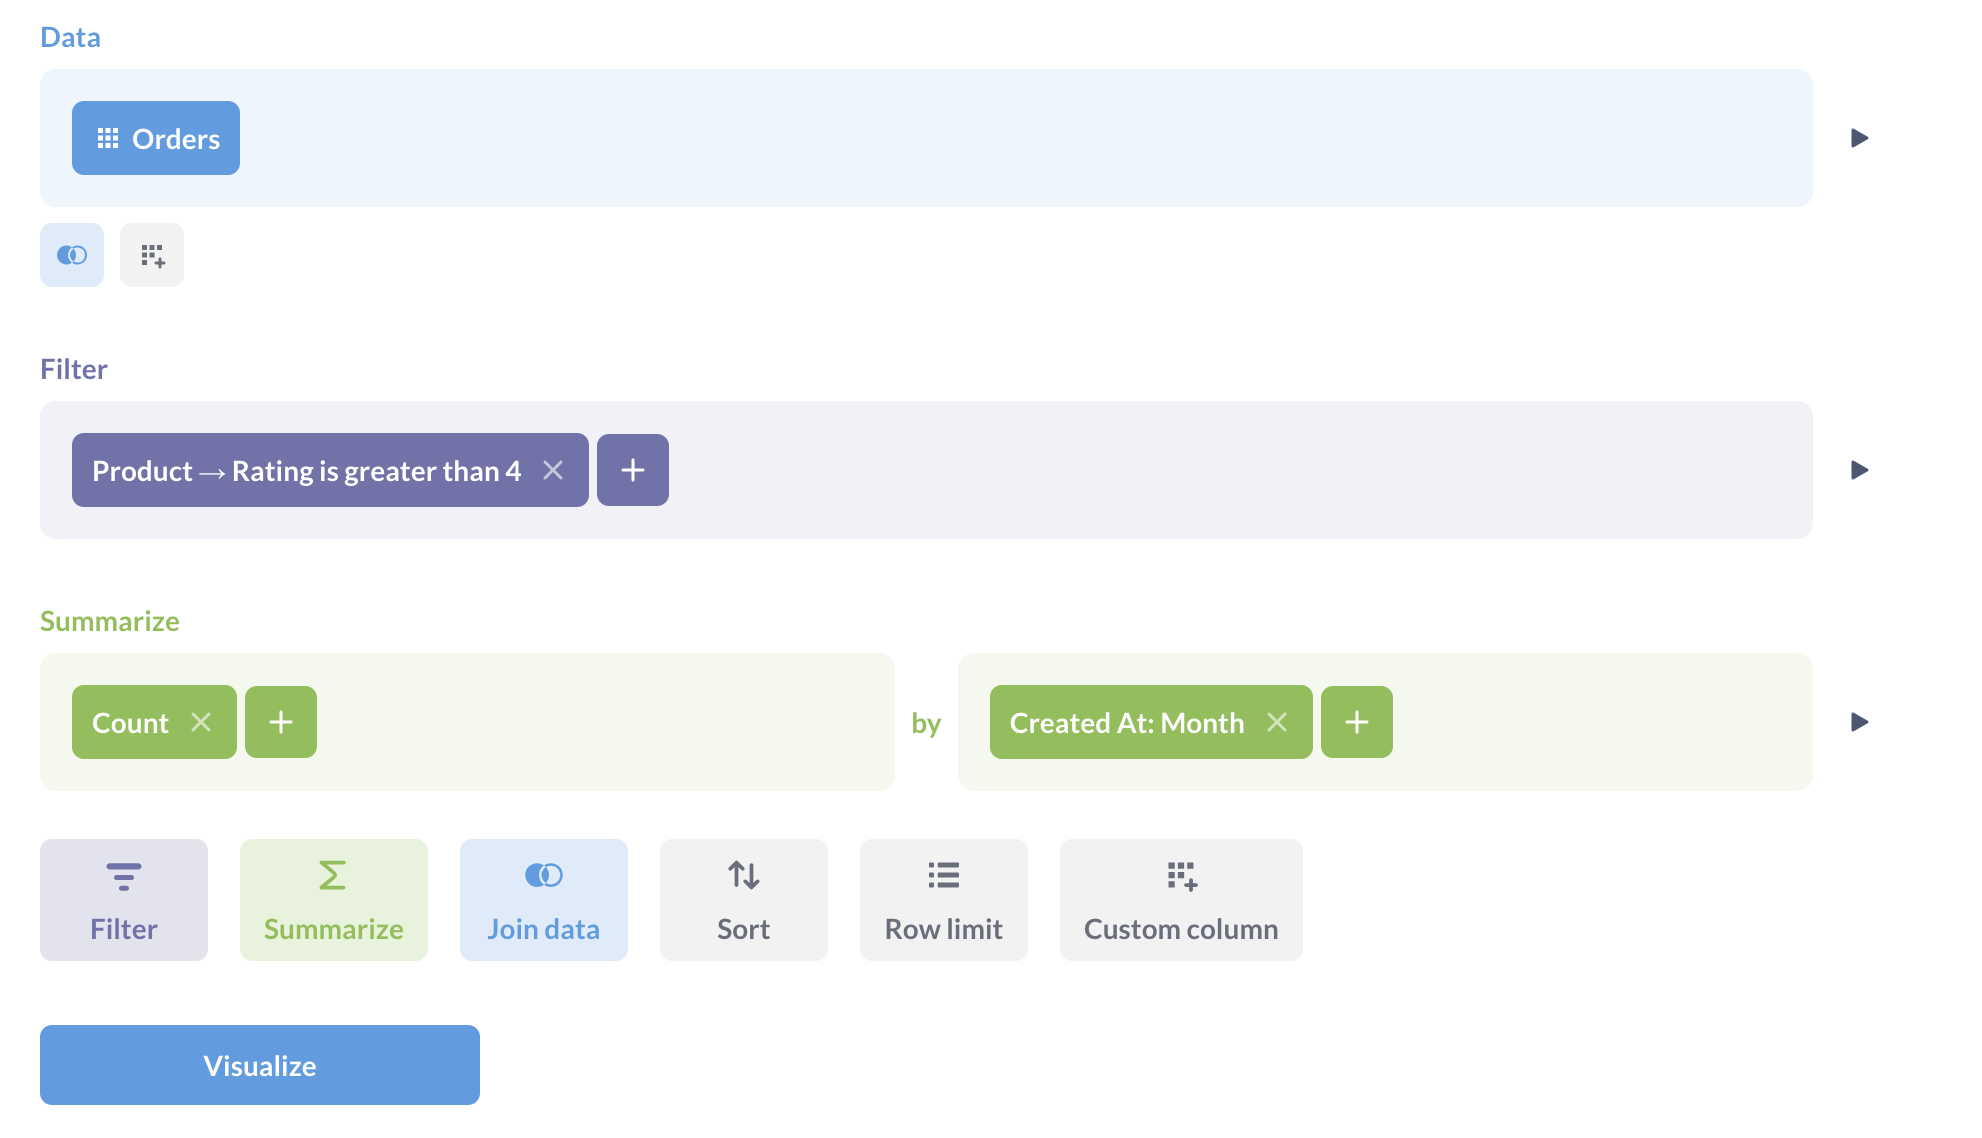 Data
Orders
Filter
Product → Rating is greater than 4
Summarize
Count by Created At: Month
Filter Summarize Join data Sort Row limit Custom column
Visualize